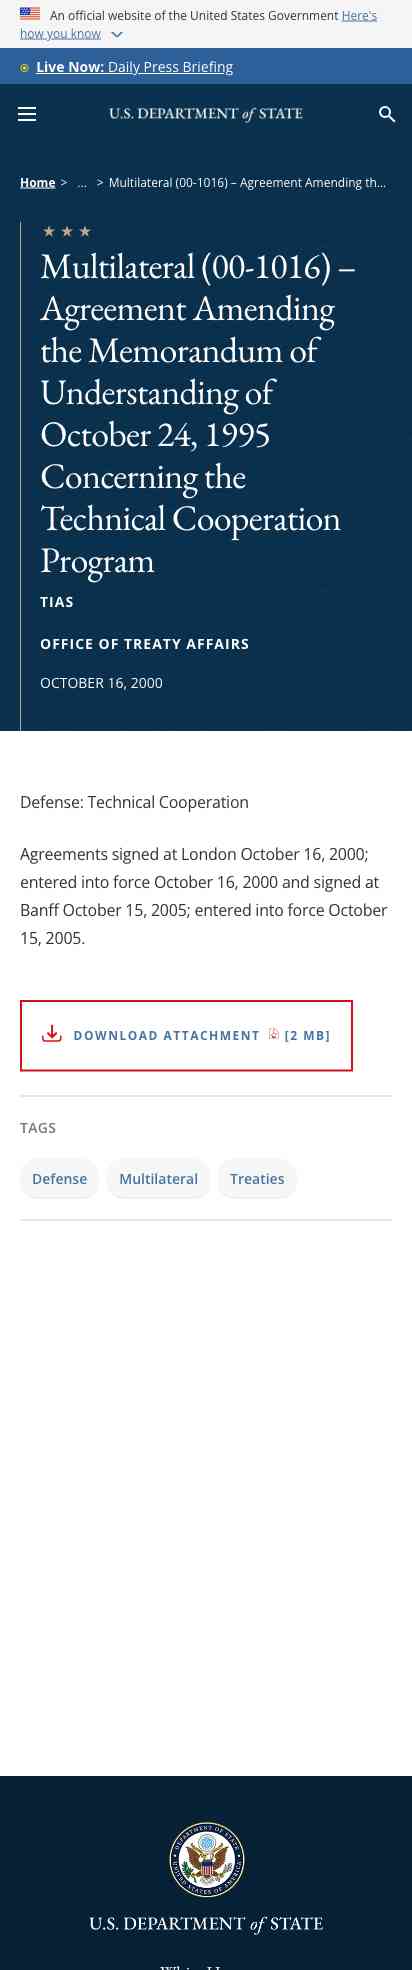 An official website of the United States Government Here's
how you know
Live Now: Daily Press Briefing
U.S. DEPARTMENT of STATE
Home > ... > Multilateral (00-1016) – Agreement Amending th...
Multilateral (00-1016) –
Agreement Amending
the Memorandum of
Understanding of
October 24, 1995
Concerning the
Technical Cooperation
Program
TIAS
OFFICE OF TREATY AFFAIRS
OCTOBER 16, 2000
Defense: Technical Cooperation
Agreements signed at London October 16, 2000;
entered into force October 16, 2000 and signed at
Banff October 15, 2005; entered into force October
15, 2005.
DOWNLOAD ATTACHMENT [2 MB]
TAGS
Defense Multilateral Treaties
DEPARTMENT OF STATE
UNITED STATES OF AMERICA
U.S. DEPARTMENT of STATE